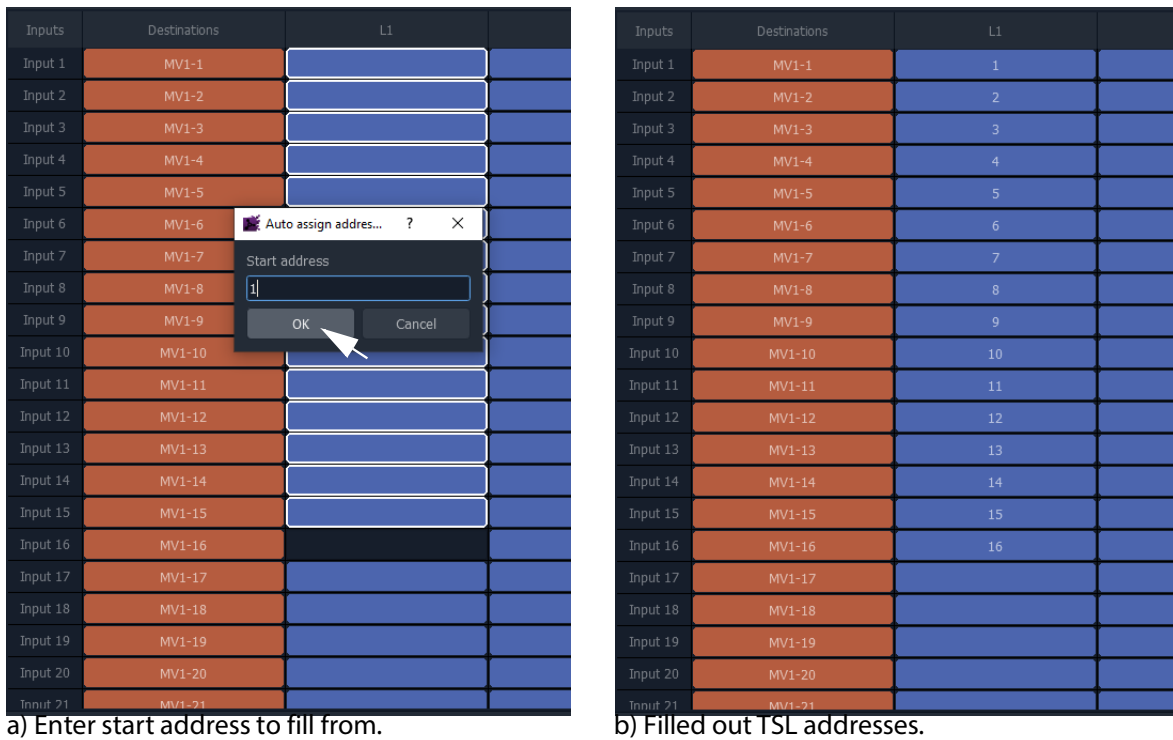 Inputs Destinations L1
Input 1 MV1-1
Input 2 MV1-2
Input 3 MV1-3
Input 4 MV1-4
Input 5 MV1-5
Input 6 MV1-6
Input 7 MV1-7
Input 8 MV1-8
Input 9 MV1-9
Input 10 MV1-10
Input 11 MV1-11
Input 12 MV1-12
Input 13 MV1-13
Input 14 MV1-14
Input 15 MV1-15
Input 16 MV1-16
Input 17 MV1-17
Input 18 MV1-18
Input 19 MV1-19
Input 20 MV1-20
Input 21 MV1-21
Auto assign addres... ? ×
Start address
1
OK Cancel
a) Enter start address to fill from.
Inputs Destinations L1
Input 1 MV1-1 1
Input 2 MV1-2 2
Input 3 MV1-3 3
Input 4 MV1-4 4
Input 5 MV1-5 5
Input 6 MV1-6 6
Input 7 MV1-7 7
Input 8 MV1-8 8
Input 9 MV1-9 9
Input 10 MV1-10 10
Input 11 MV1-11 11
Input 12 MV1-12 12
Input 13 MV1-13 13
Input 14 MV1-14 14
Input 15 MV1-15 15
Input 16 MV1-16 16
Input 17 MV1-17
Input 18 MV1-18
Input 19 MV1-19
Input 20 MV1-20
Input 21 MV1-21
b) Filled out TSL addresses.